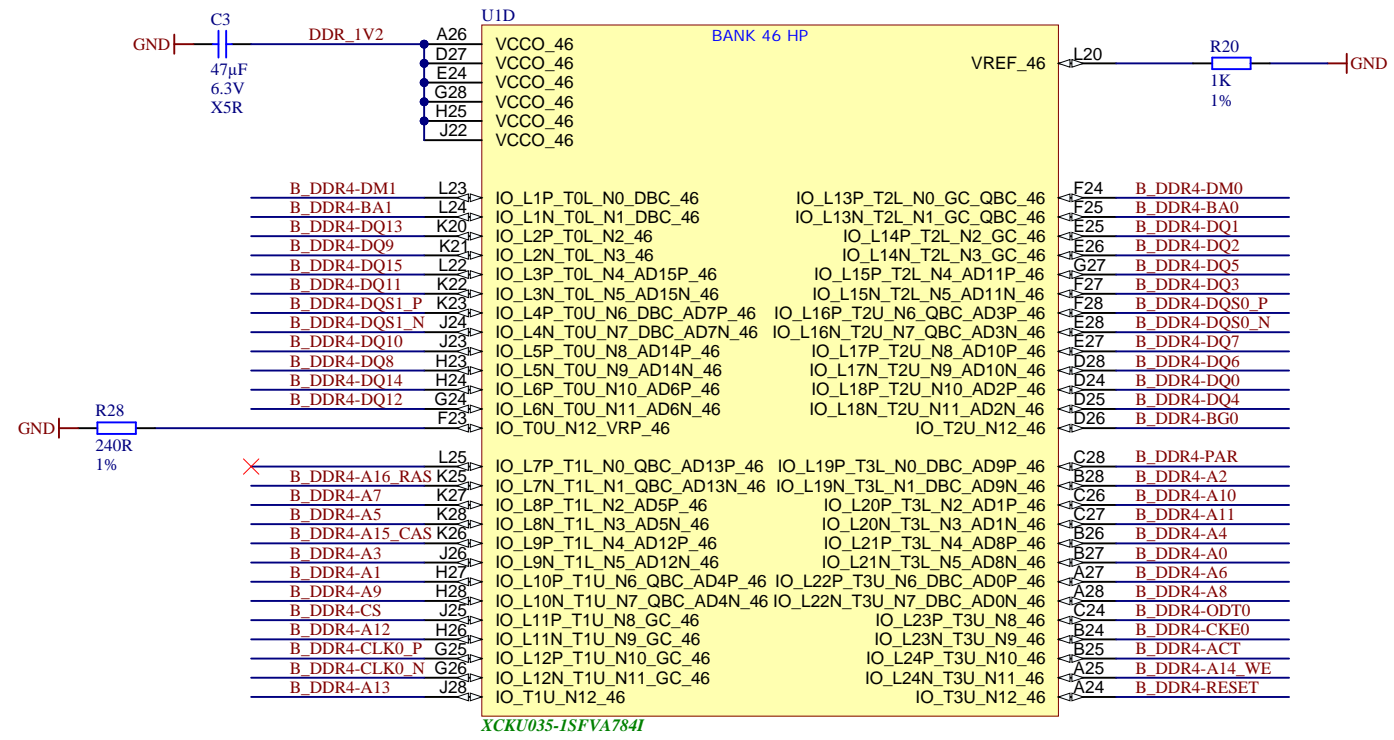 U1D
C3
GND
DDR_1V2
47µF
6.3V
X5R
BANK 46 HP
A26 VCCO_46
D27 VCCO_46
E24 VCCO_46
G28 VCCO_46
H25 VCCO_46
J22 VCCO_46
VREF_46 L20
R20
GND
1K
1%
B_DDR4-DM1 L23 IO_L1P_T0L_N0_DBC_46
B_DDR4-BA1 L24 IO_L1N_T0L_N1_DBC_46
B_DDR4-DQ13 K20 IO_L2P_T0L_N2_46
B_DDR4-DQ9 K21 IO_L2N_T0L_N3_46
B_DDR4-DQ15 L22 IO_L3P_T0L_N4_AD15P_46
B_DDR4-DQ11 K22 IO_L3N_T0L_N5_AD15N_46
B_DDR4-DQS1_P K23 IO_L4P_T0U_N6_DBC_AD7P_46
B_DDR4-DQS1_N J24 IO_L4N_T0U_N7_DBC_AD7N_46
B_DDR4-DQ10 J23 IO_L5P_T0U_N8_AD14P_46
B_DDR4-DQ8 H23 IO_L5N_T0U_N9_AD14N_46
B_DDR4-DQ14 H24 IO_L6P_T0U_N10_AD6P_46
B_DDR4-DQ12 G24 IO_L6N_T0U_N11_AD6N_46
F23 IO_T0U_N12_VRP_46
R28
GND
240R
1%
L25 IO_L7P_T1L_N0_QBC_AD13P_46
B_DDR4-A16_RAS K25 IO_L7N_T1L_N1_QBC_AD13N_46
B_DDR4-A7 K27 IO_L8P_T1L_N2_AD5P_46
B_DDR4-A5 K28 IO_L8N_T1L_N3_AD5N_46
B_DDR4-A15_CAS K26 IO_L9P_T1L_N4_AD12P_46
B_DDR4-A3 J26 IO_L9N_T1L_N5_AD12N_46
B_DDR4-A1 H27 IO_L10P_T1U_N6_QBC_AD4P_46
B_DDR4-A9 H28 IO_L10N_T1U_N7_QBC_AD4N_46
B_DDR4-CS J25 IO_L11P_T1U_N8_GC_46
B_DDR4-A12 H26 IO_L11N_T1U_N9_GC_46
B_DDR4-CLK0_P G25 IO_L12P_T1U_N10_GC_46
B_DDR4-CLK0_N G26 IO_L12N_T1U_N11_GC_46
B_DDR4-A13 J28 IO_T1U_N12_46
IO_L13P_T2L_N0_GC_QBC_46 F24 B_DDR4-DM0
IO_L13N_T2L_N1_GC_QBC_46 F25 B_DDR4-BA0
IO_L14P_T2L_N2_GC_46 E25 B_DDR4-DQ1
IO_L14N_T2L_N3_GC_46 E26 B_DDR4-DQ2
IO_L15P_T2L_N4_AD11P_46 G27 B_DDR4-DQ5
IO_L15N_T2L_N5_AD11N_46 F27 B_DDR4-DQ3
IO_L16P_T2U_N6_QBC_AD3P_46 F28 B_DDR4-DQS0_P
IO_L16N_T2U_N7_QBC_AD3N_46 E28 B_DDR4-DQS0_N
IO_L17P_T2U_N8_AD10P_46 E27 B_DDR4-DQ7
IO_L17N_T2U_N9_AD10N_46 D28 B_DDR4-DQ6
IO_L18P_T2U_N10_AD2P_46 D24 B_DDR4-DQ0
IO_L18N_T2U_N11_AD2N_46 D25 B_DDR4-DQ4
IO_T2U_N12_46 D26 B_DDR4-BG0
IO_L19P_T3L_N0_DBC_AD9P_46 C28 B_DDR4-PAR
IO_L19N_T3L_N1_DBC_AD9N_46 B28 B_DDR4-A2
IO_L20P_T3L_N2_AD1P_46 C26 B_DDR4-A10
IO_L20N_T3L_N3_AD1N_46 C27 B_DDR4-A11
IO_L21P_T3L_N4_AD8P_46 B26 B_DDR4-A4
IO_L21N_T3L_N5_AD8N_46 B27 B_DDR4-A0
IO_L22P_T3U_N6_DBC_AD0P_46 A27 B_DDR4-A6
IO_L22N_T3U_N7_DBC_AD0N_46 A28 B_DDR4-A8
IO_L23P_T3U_N8_46 C24 B_DDR4-ODT0
IO_L23N_T3U_N9_46 B24 B_DDR4-CKE0
IO_L24P_T3U_N10_46 B25 B_DDR4-ACT
IO_L24N_T3U_N11_46 A25 B_DDR4-A14_WE
IO_T3U_N12_46 A24 B_DDR4-RESET
XCKU035-1SFVA784I